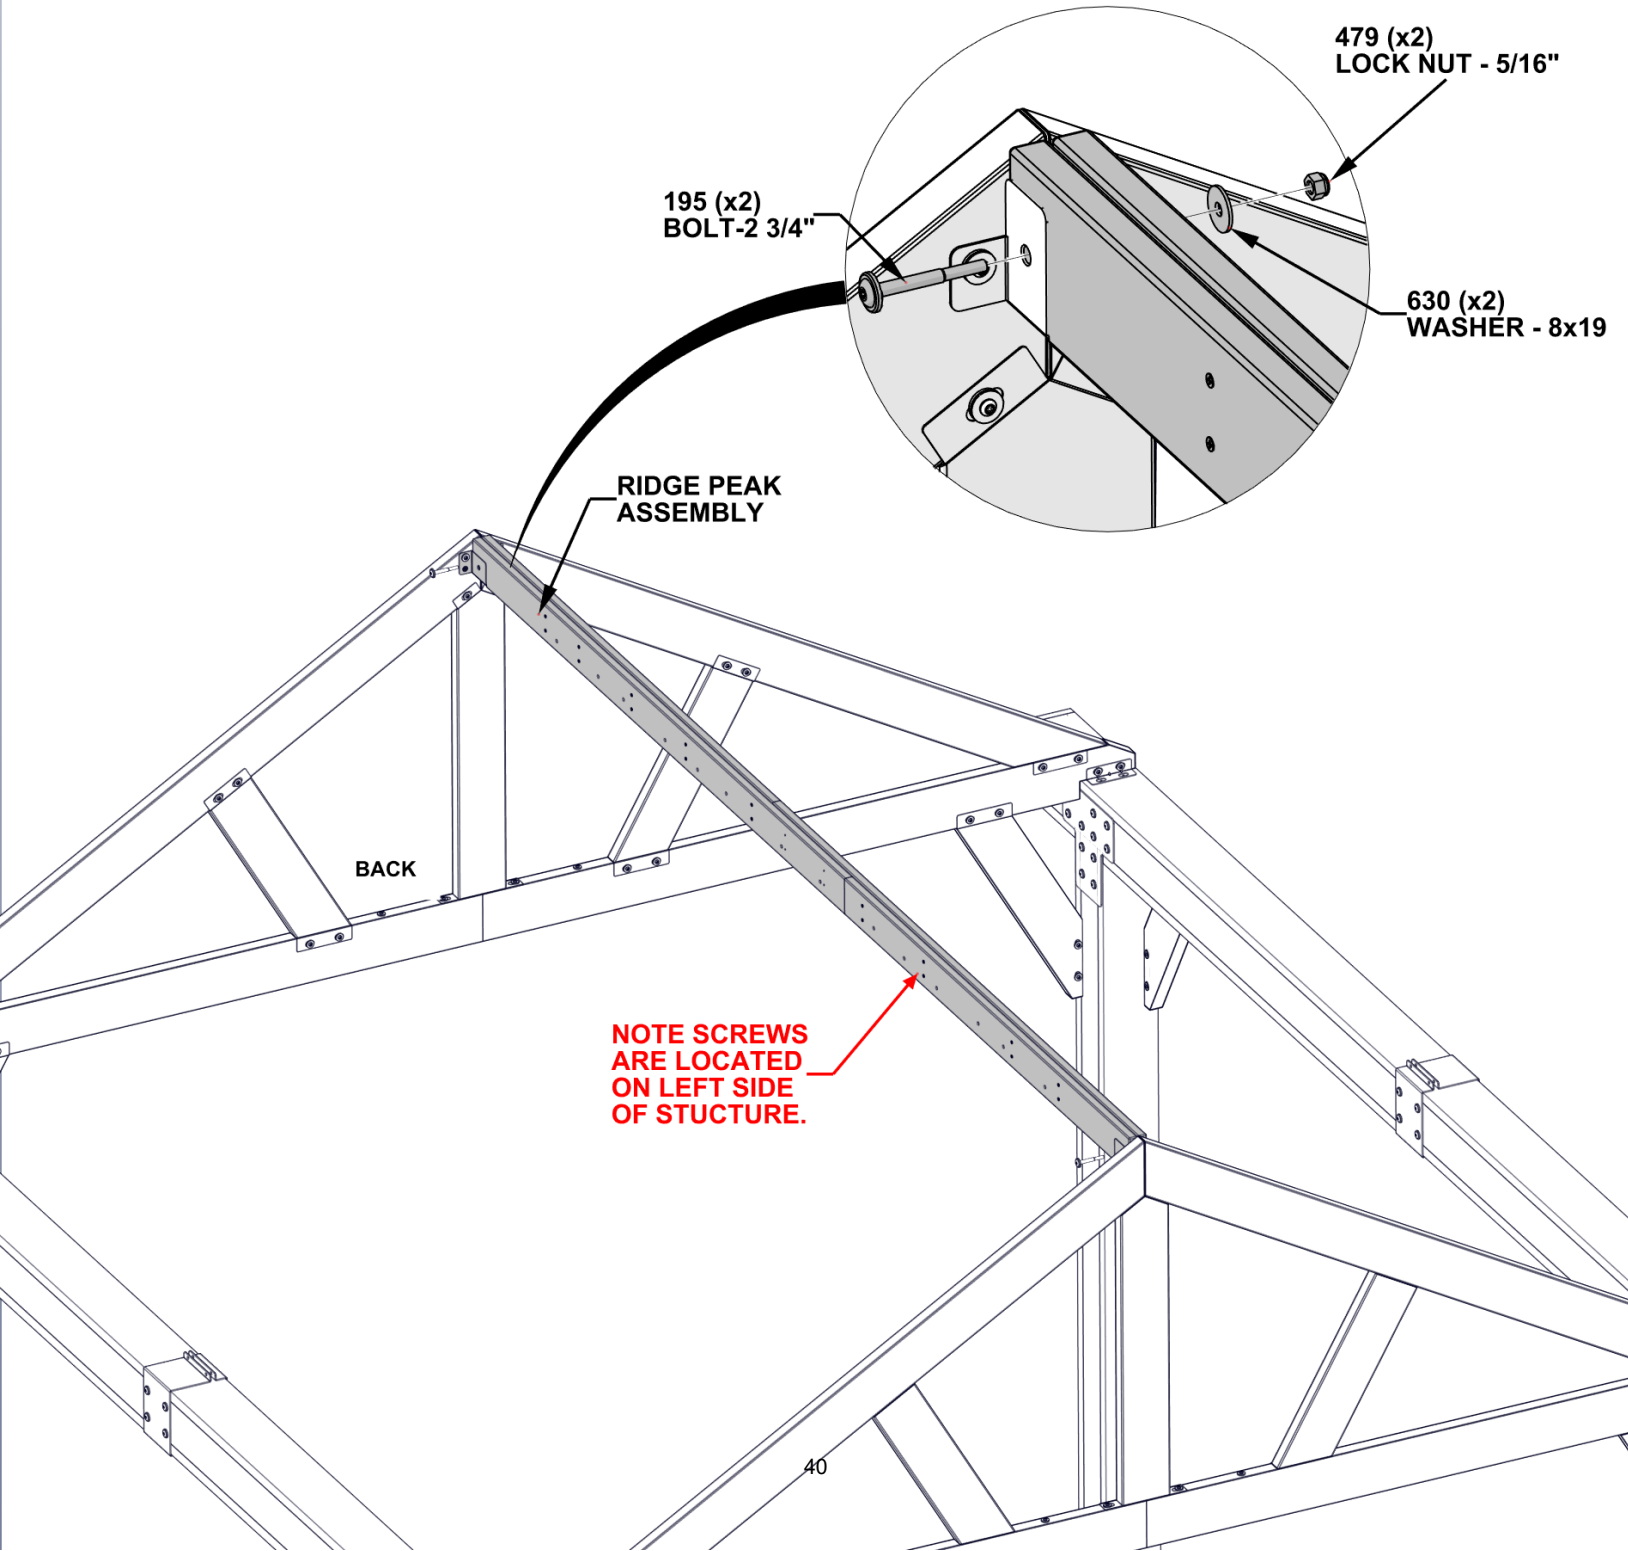 479 (x2)
LOCK NUT - 5/16"
195 (x2)
BOLT-2 3/4"
630 (x2)
WASHER - 8x19
RIDGE PEAK
ASSEMBLY
BACK
NOTE SCREWS
ARE LOCATED
ON LEFT SIDE
OF STUCTURE.
40